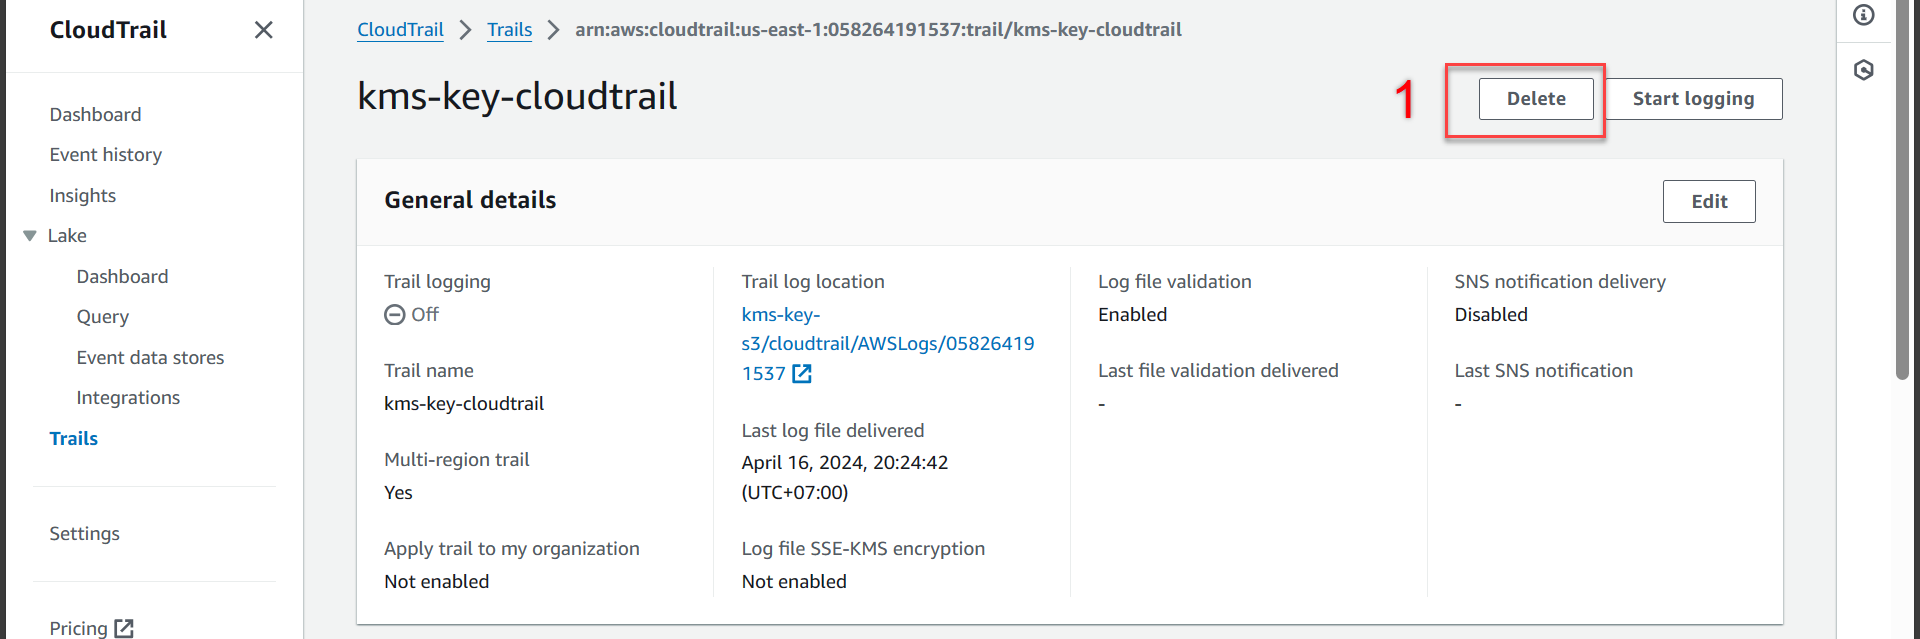 CloudTrail
Dashboard
Event history
Insights
Lake
Dashboard
Query
Event data stores
Integrations
Trails
Settings
Pricing
CloudTrail > Trails > arn:aws:cloudtrail:us-east-1:058264191537:trail/kms-key-cloudtrail
kms-key-cloudtrail
1
Delete
Start logging
General details
Edit
Trail logging
Off
Trail name
kms-key-cloudtrail
Multi-region trail
Yes
Apply trail to my organization
Not enabled
Trail log location
kms-key-
s3/cloudtrail/AWSLogs/05826419
1537
Last log file delivered
April 16, 2024, 20:24:42
(UTC+07:00)
Log file SSE-KMS encryption
Not enabled
Log file validation
Enabled
Last file validation delivered
-
SNS notification delivery
Disabled
Last SNS notification
-